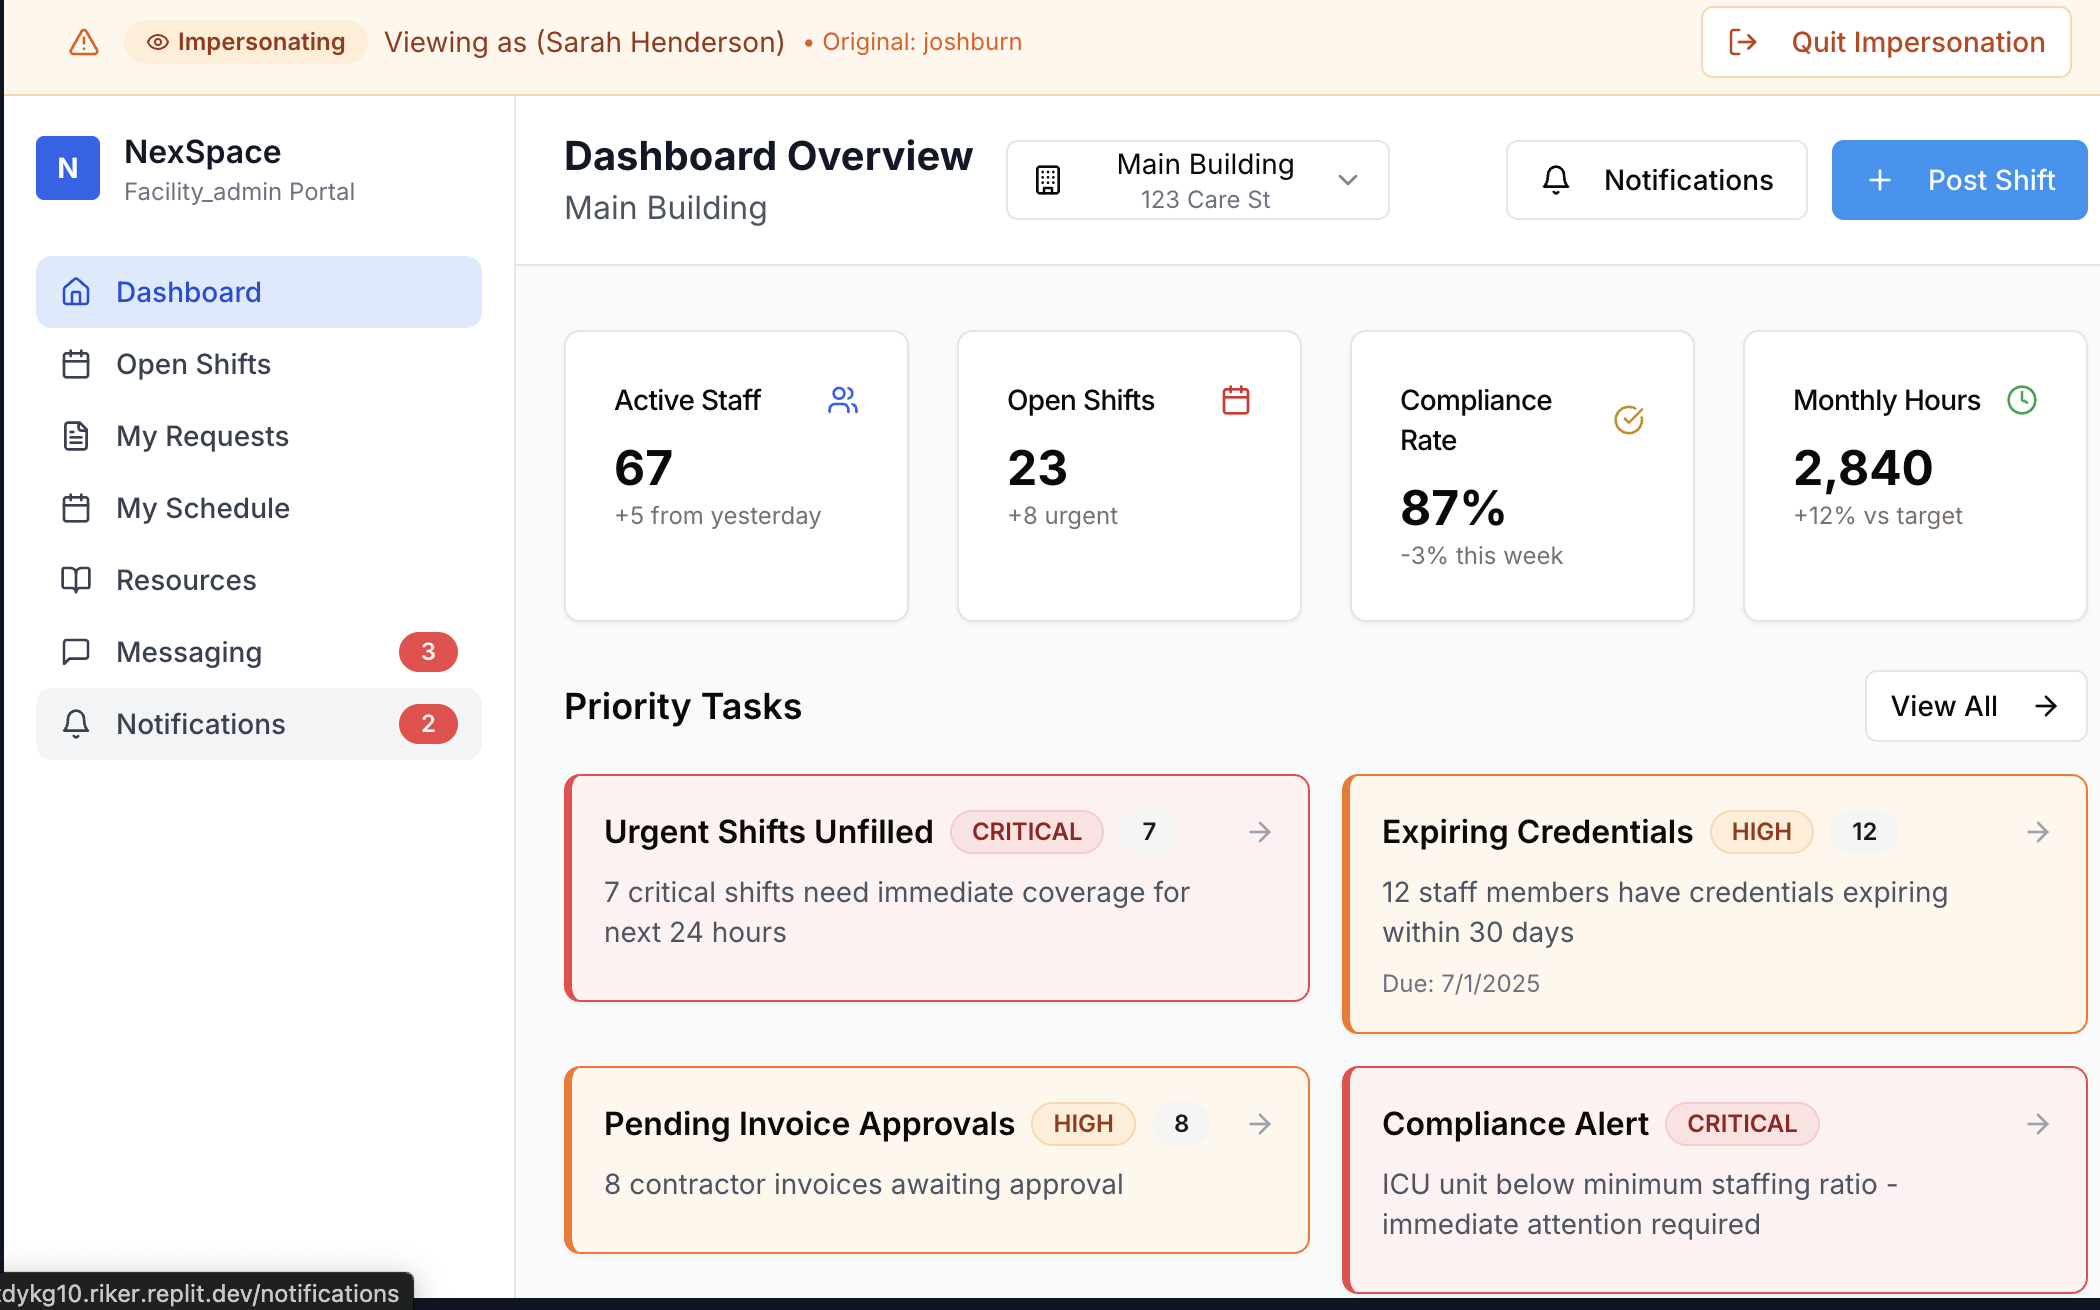 Impersonating Viewing as (Sarah Henderson) • Original: joshburn
Quit Impersonation
N
NexSpace
Facility_admin Portal
Dashboard
Open Shifts
My Requests
My Schedule
Resources
Messaging 3
Notifications 2
Dashboard Overview
Main Building
Main Building
123 Care St
Notifications
+ Post Shift
Active Staff
67
+5 from yesterday
Open Shifts
23
+8 urgent
Compliance
Rate
87%
-3% this week
Monthly Hours
2,840
+12% vs target
Priority Tasks
View All →
Urgent Shifts Unfilled CRITICAL 7
7 critical shifts need immediate coverage for
next 24 hours
Expiring Credentials HIGH 12
12 staff members have credentials expiring
within 30 days
Due: 7/1/2025
Pending Invoice Approvals HIGH 8
8 contractor invoices awaiting approval
Compliance Alert CRITICAL
ICU unit below minimum staffing ratio -
immediate attention required
dykg10.riker.replit.dev/notifications